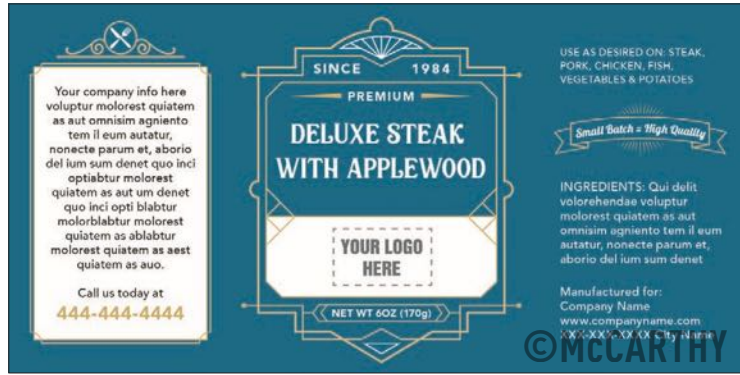 Your company info here
voluptur molorest quiatem
as aut omnisim agniento
tem il eum autatur,
nonecte parum et, aborio
del ium sum denet quo inci
optiabtur molorest
quiatem as aut um denet
quo inci opti blabtur
molorblabtur molorest
quiatem as ablabtur
molorest quiatem as aest
quiatem as auo.
Call us today at
444-444-4444
SINCE 1984
PREMIUM
DELUXE STEAK
WITH APPLEWOOD
YOUR LOGO
HERE
NET WT 6OZ (170g)
USE AS DESIRED ON: STEAK,
PORK, CHICKEN, FISH,
VEGETABLES & POTATOES
Small Batch = High Quality
INGREDIENTS: Qui delit
volorehendae voluptur
molorest quiatem as aut
omnisim agniento tem il eum
autatur, nonecte parum et,
aborio del ium sum denet
Manufactured for:
Company Name
www.companyname.com
XXX-XXX-XXXX City Name
©MCCARTHY